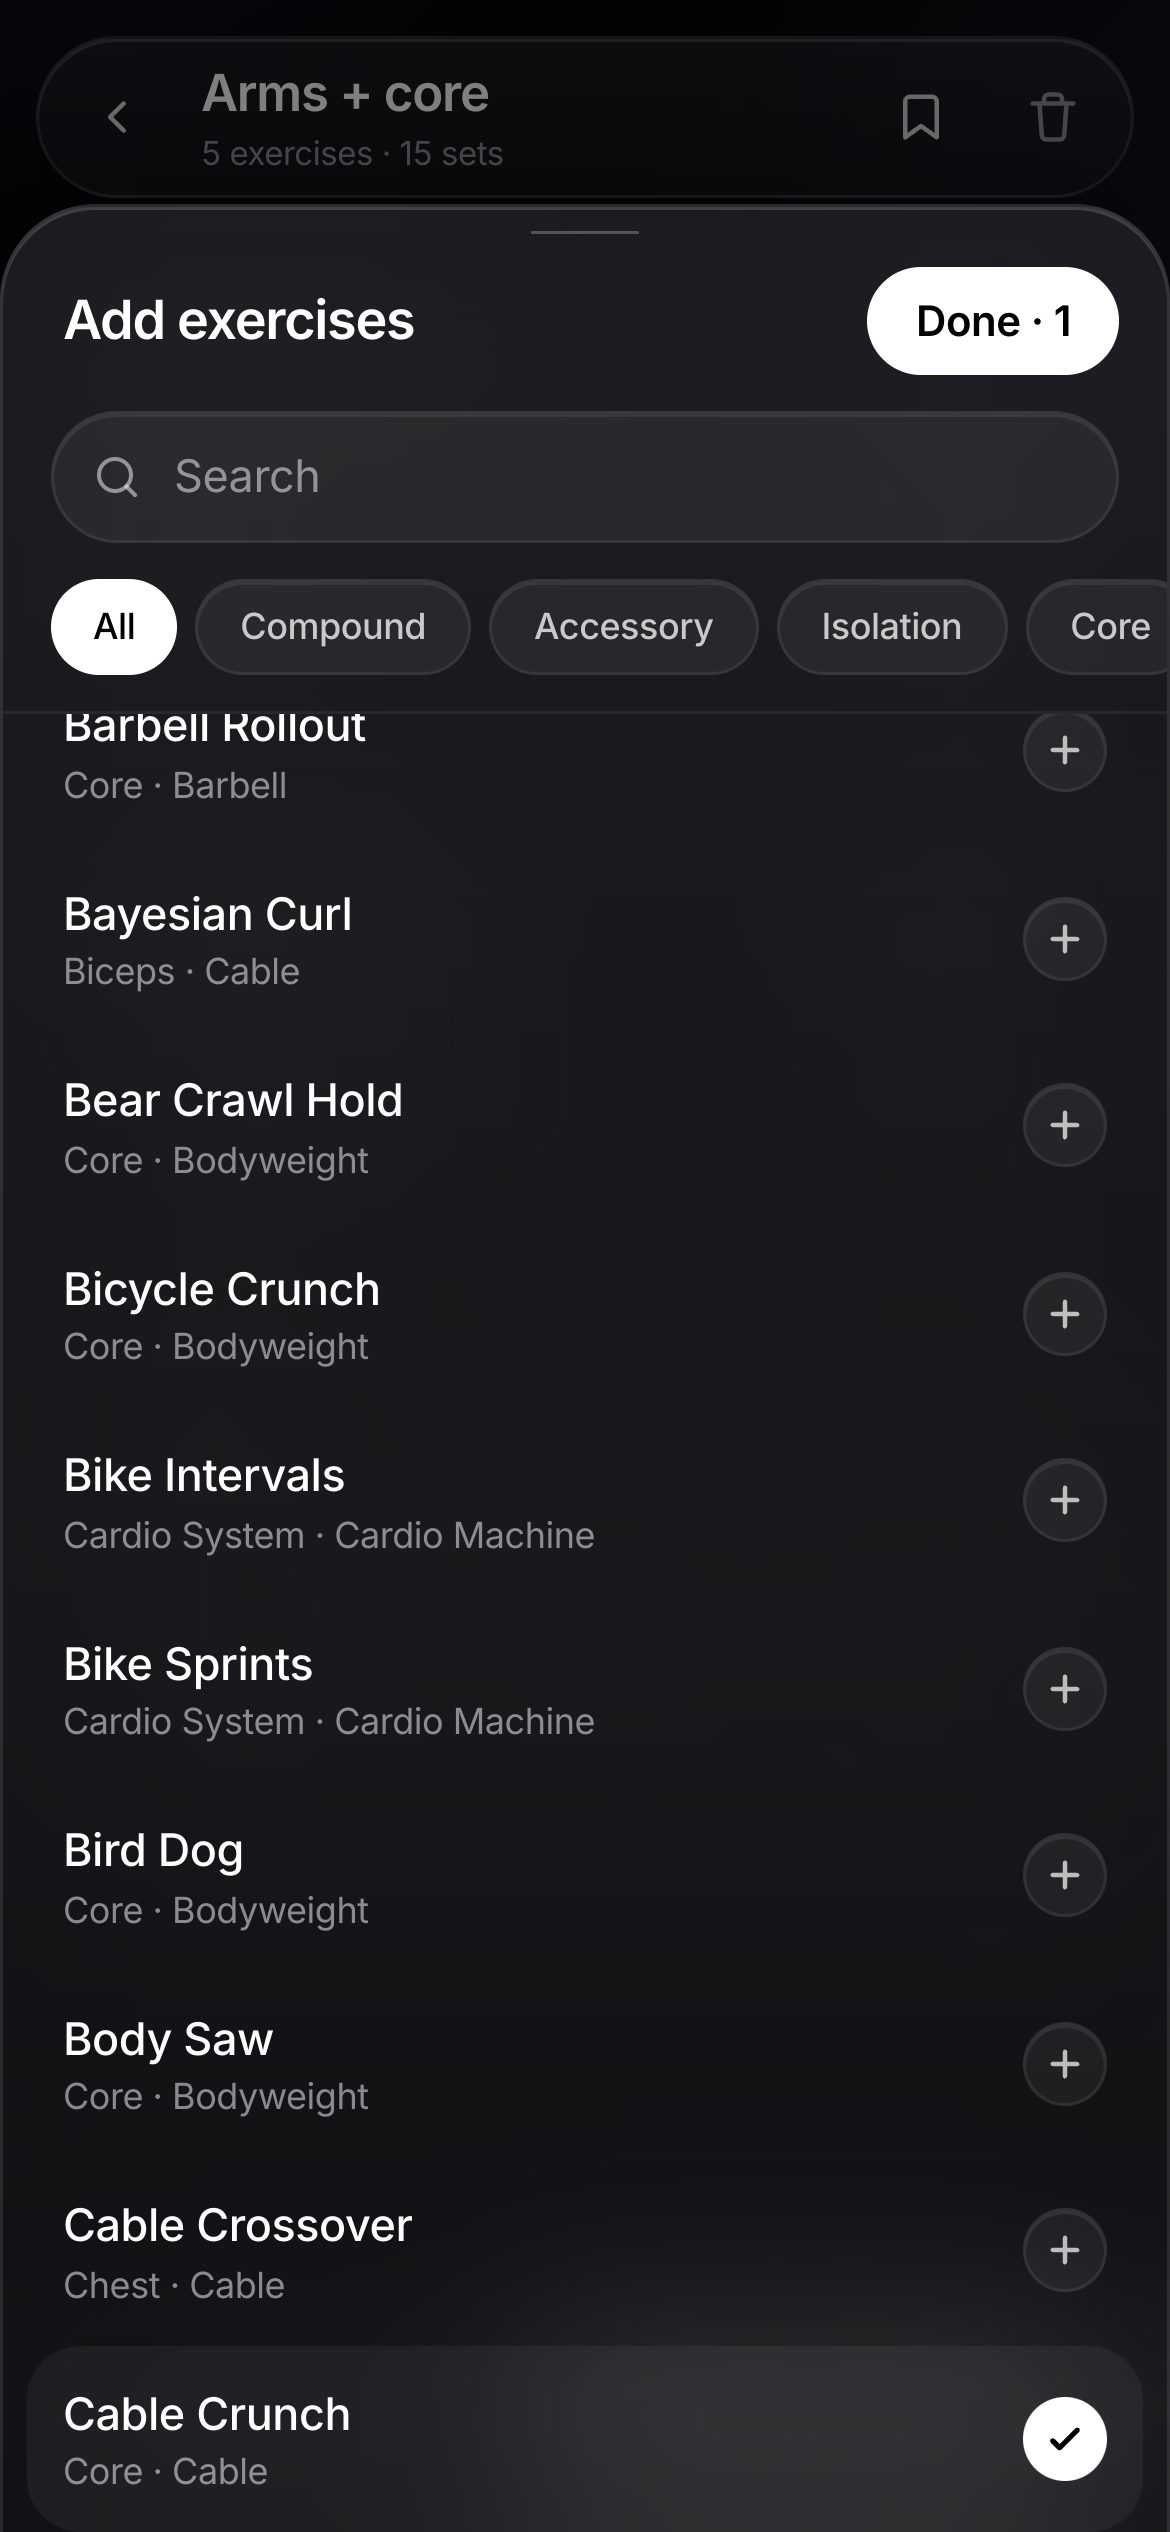 Arms + core
5 exercises · 15 sets
Add exercises
Done · 1
Search
All
Compound
Accessory
Isolation
Core
Barbell Rollout
Core · Barbell
Bayesian Curl
Biceps · Cable
Bear Crawl Hold
Core · Bodyweight
Bicycle Crunch
Core · Bodyweight
Bike Intervals
Cardio System · Cardio Machine
Bike Sprints
Cardio System · Cardio Machine
Bird Dog
Core · Bodyweight
Body Saw
Core · Bodyweight
Cable Crossover
Chest · Cable
Cable Crunch
Core · Cable